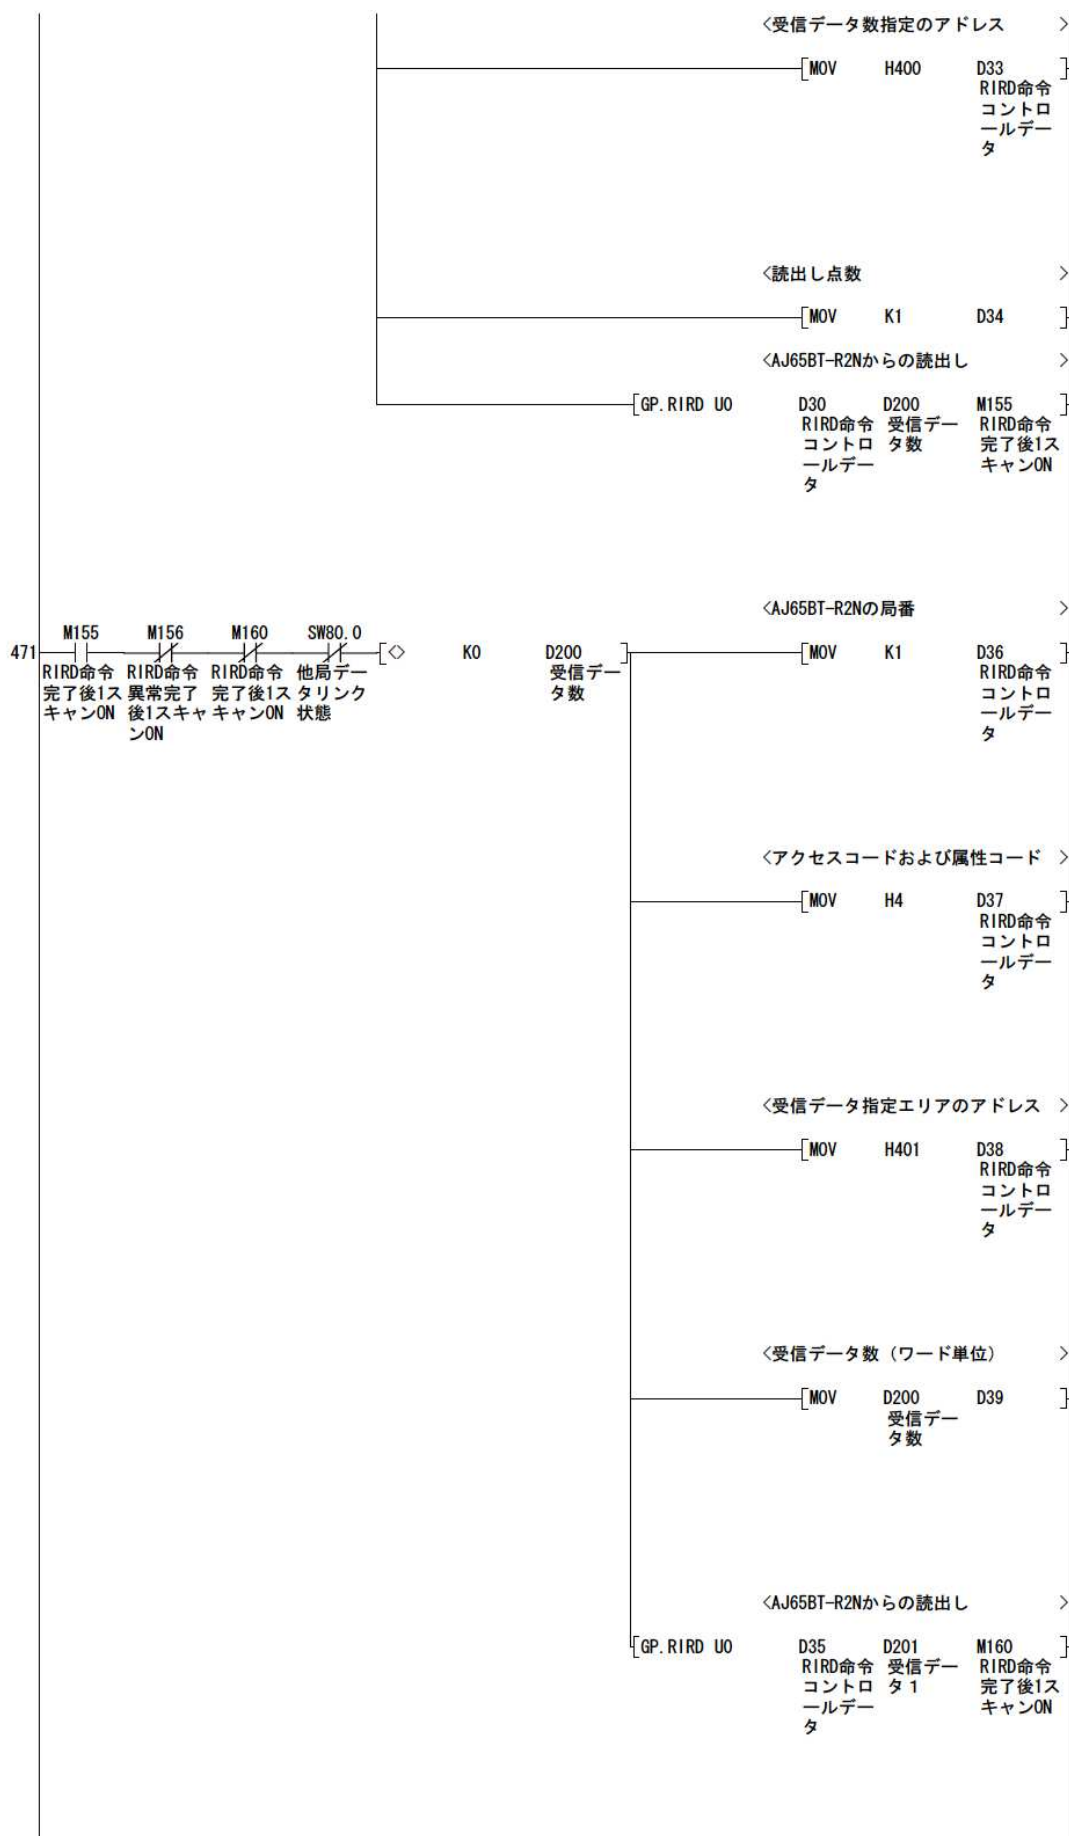 <受信データ数指定のアドレス >
[MOV H400 D33 ]
RIRD命令
コントロ
ールデー
タ
<読出し点数 >
[MOV K1 D34 ]
<AJ65BT-R2Nからの読出し >
[GP.RIRD U0 D30 D200 M155 ]
RIRD命令 受信デー RIRD命令
コントロ タ数 完了後1ス
ールデー キャンON
タ
<AJ65BT-R2Nの局番 >
M155 M156 M160 SW80.0
471 [<> K0 D200 ] [MOV K1 D36 ]
RIRD命令 RIRD命令 RIRD命令 他局デー 受信デー RIRD命令
完了後1ス 異常完了 完了後1ス タリンク タ数 コントロ
キャンON 後1スキャ キャンON 状態 ールデー
ンON タ
<アクセスコードおよび属性コード >
[MOV H4 D37 ]
RIRD命令
コントロ
ールデー
タ
<受信データ指定エリアのアドレス >
[MOV H401 D38 ]
RIRD命令
コントロ
ールデー
タ
<受信データ数（ワード単位） >
[MOV D200 D39 ]
受信デー
タ数
<AJ65BT-R2Nからの読出し >
[GP.RIRD U0 D35 D201 M160 ]
RIRD命令 受信デー RIRD命令
コントロ タ１ 完了後1ス
ールデー キャンON
タ